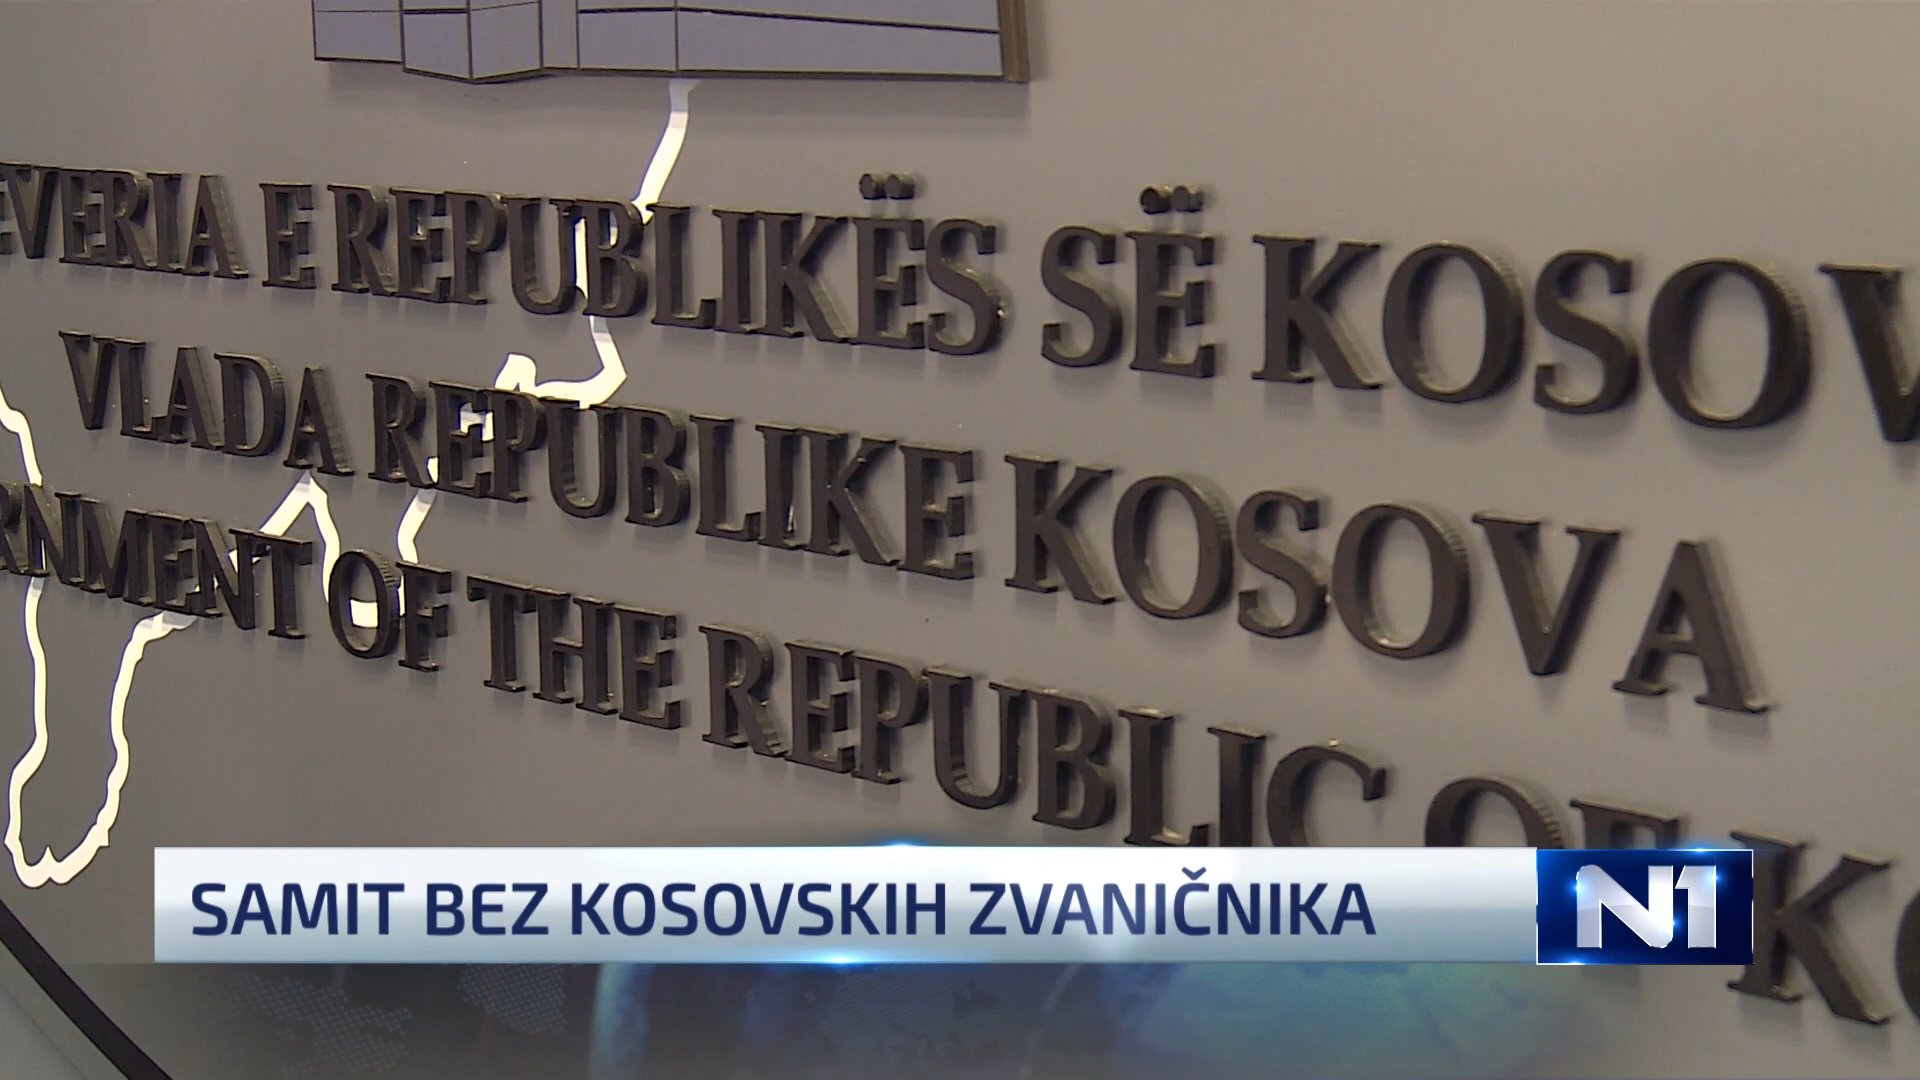 EVERIA E REPUBLIKËS SË KOSOV
VLADA REPUBLIKE KOSOVA
RNMENT OF THE REPUBLIC OF KO
SAMIT BEZ KOSOVSKIH ZVANIČNIKA
N1